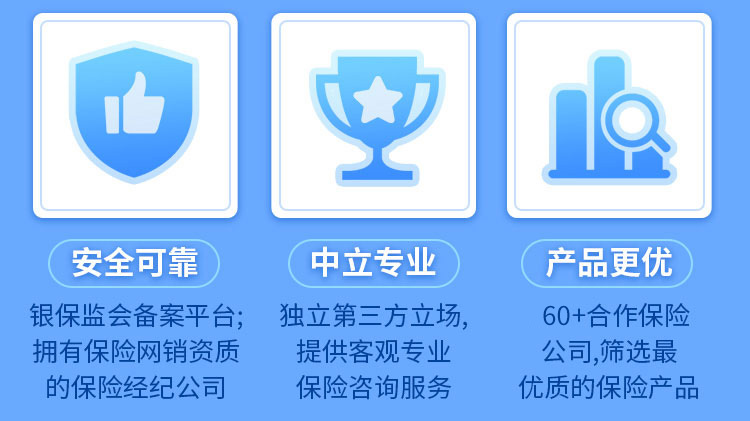 安全可靠
银保监会备案平台;
拥有保险网销资质
的保险经纪公司
中立专业
独立第三方立场,
提供客观专业
保险咨询服务
产品更优
60+合作保险
公司,筛选最
优质的保险产品